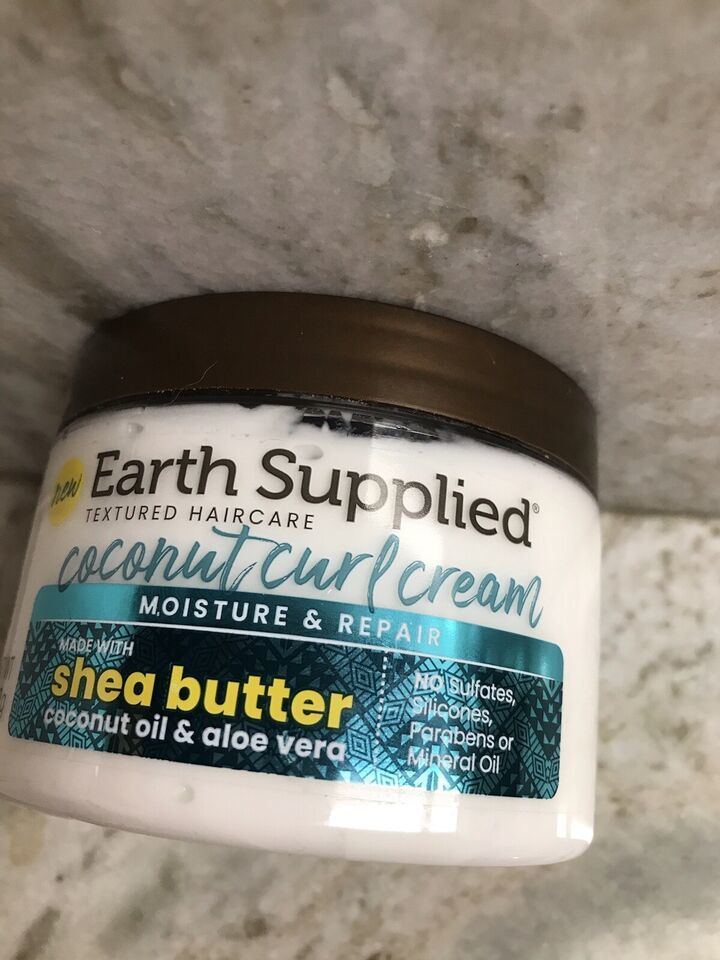 new
Earth Supplied®
TEXTURED HAIRCARE
coconut curl cream
MOISTURE & REPAIR
MADE WITH
shea butter
coconut oil & aloe vera
NO Sulfates,
Silicones,
Parabens or
Mineral Oil